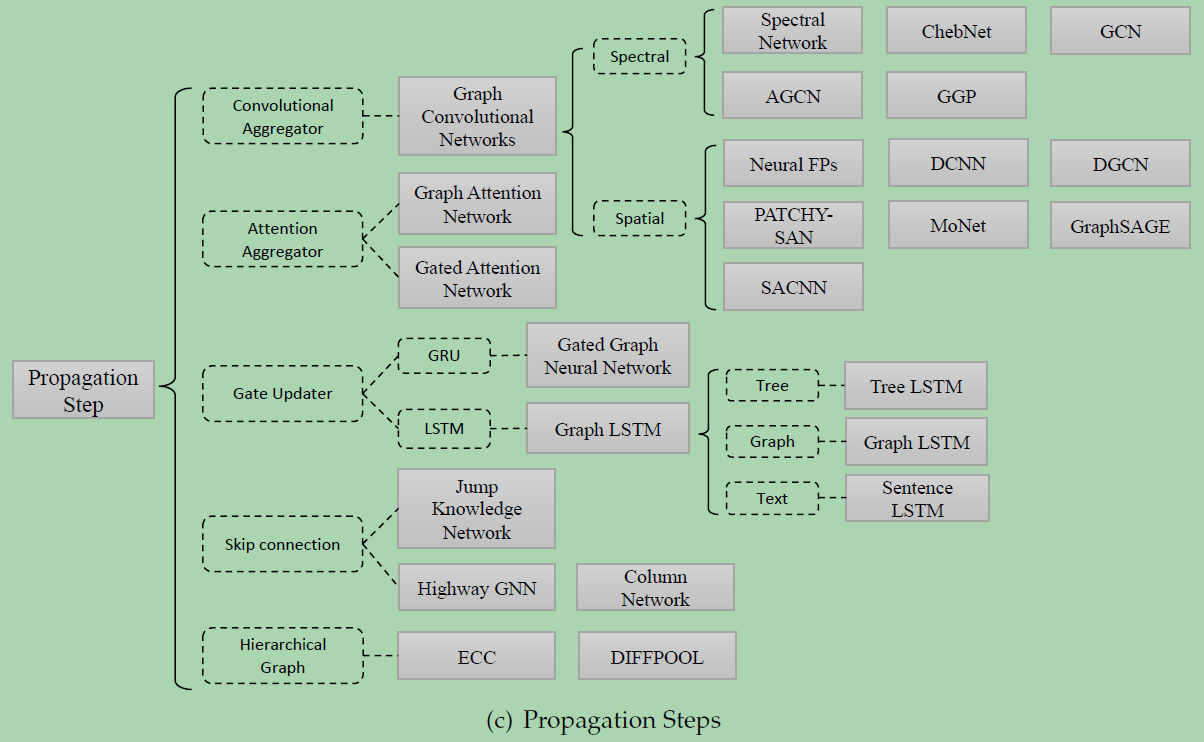 Propagation
Step
Convolutional
Aggregator
Graph
Convolutional
Networks
Spectral
Spectral
Network
ChebNet
GCN
AGCN
GGP
Spatial
Neural FPs
DCNN
DGCN
PATCHY-
SAN
MoNet
GraphSAGE
SACNN
Attention
Aggregator
Graph Attention
Network
Gated Attention
Network
Gate Updater
GRU
Gated Graph
Neural Network
LSTM
Graph LSTM
Tree
Tree LSTM
Graph
Graph LSTM
Text
Sentence
LSTM
Skip connection
Jump
Knowledge
Network
Highway GNN
Column
Network
Hierarchical
Graph
ECC
DIFFPOOL
(c) Propagation Steps